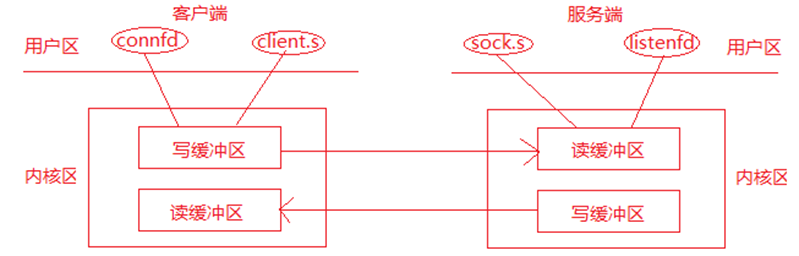 客户端
服务端
用户区
connfd
client.s
sock.s
listenfd
用户区
内核区
写缓冲区
读缓冲区
读缓冲区
写缓冲区
内核区